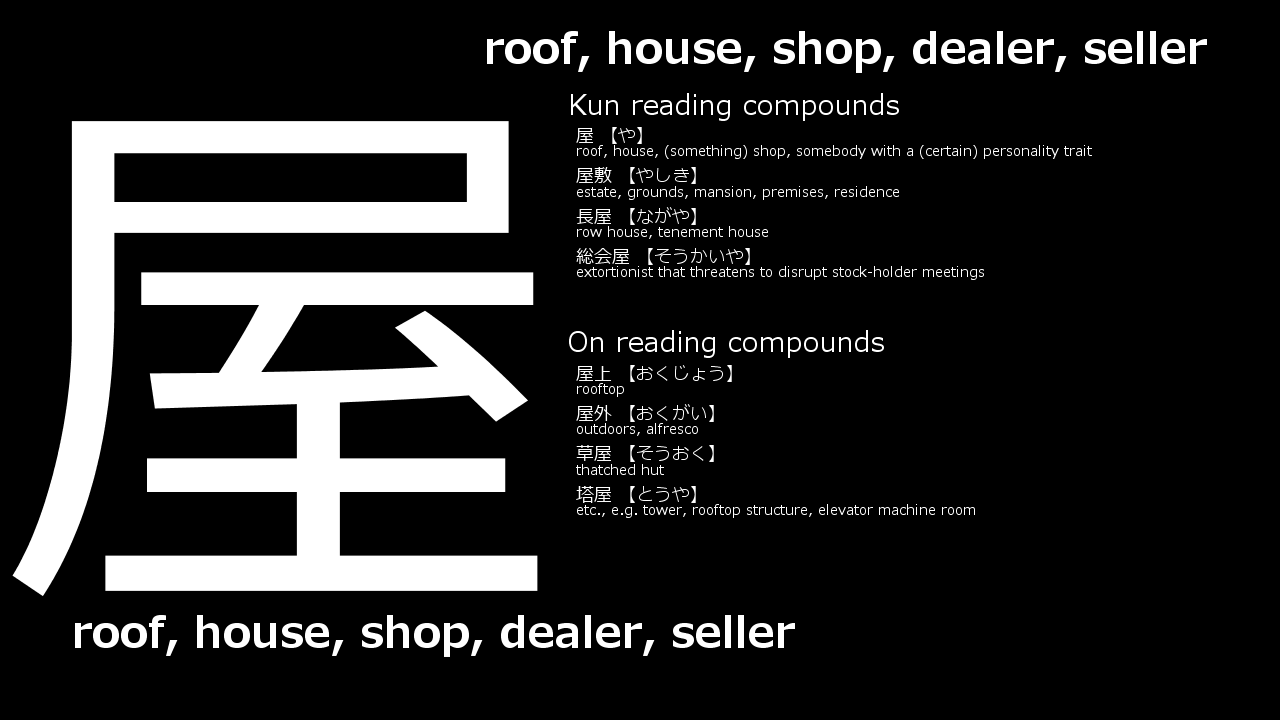 roof, house, shop, dealer, seller
屋
Kun reading compounds
屋 【や】
roof, house, (something) shop, somebody with a (certain) personality trait
屋敷 【やしき】
estate, grounds, mansion, premises, residence
長屋 【ながや】
row house, tenement house
総会屋 【そうかいや】
extortionist that threatens to disrupt stock-holder meetings
On reading compounds
屋上 【おくじょう】
rooftop
屋外 【おくがい】
outdoors, alfresco
草屋 【そうおく】
thatched hut
塔屋 【とうや】
etc., e.g. tower, rooftop structure, elevator machine room
roof, house, shop, dealer, seller